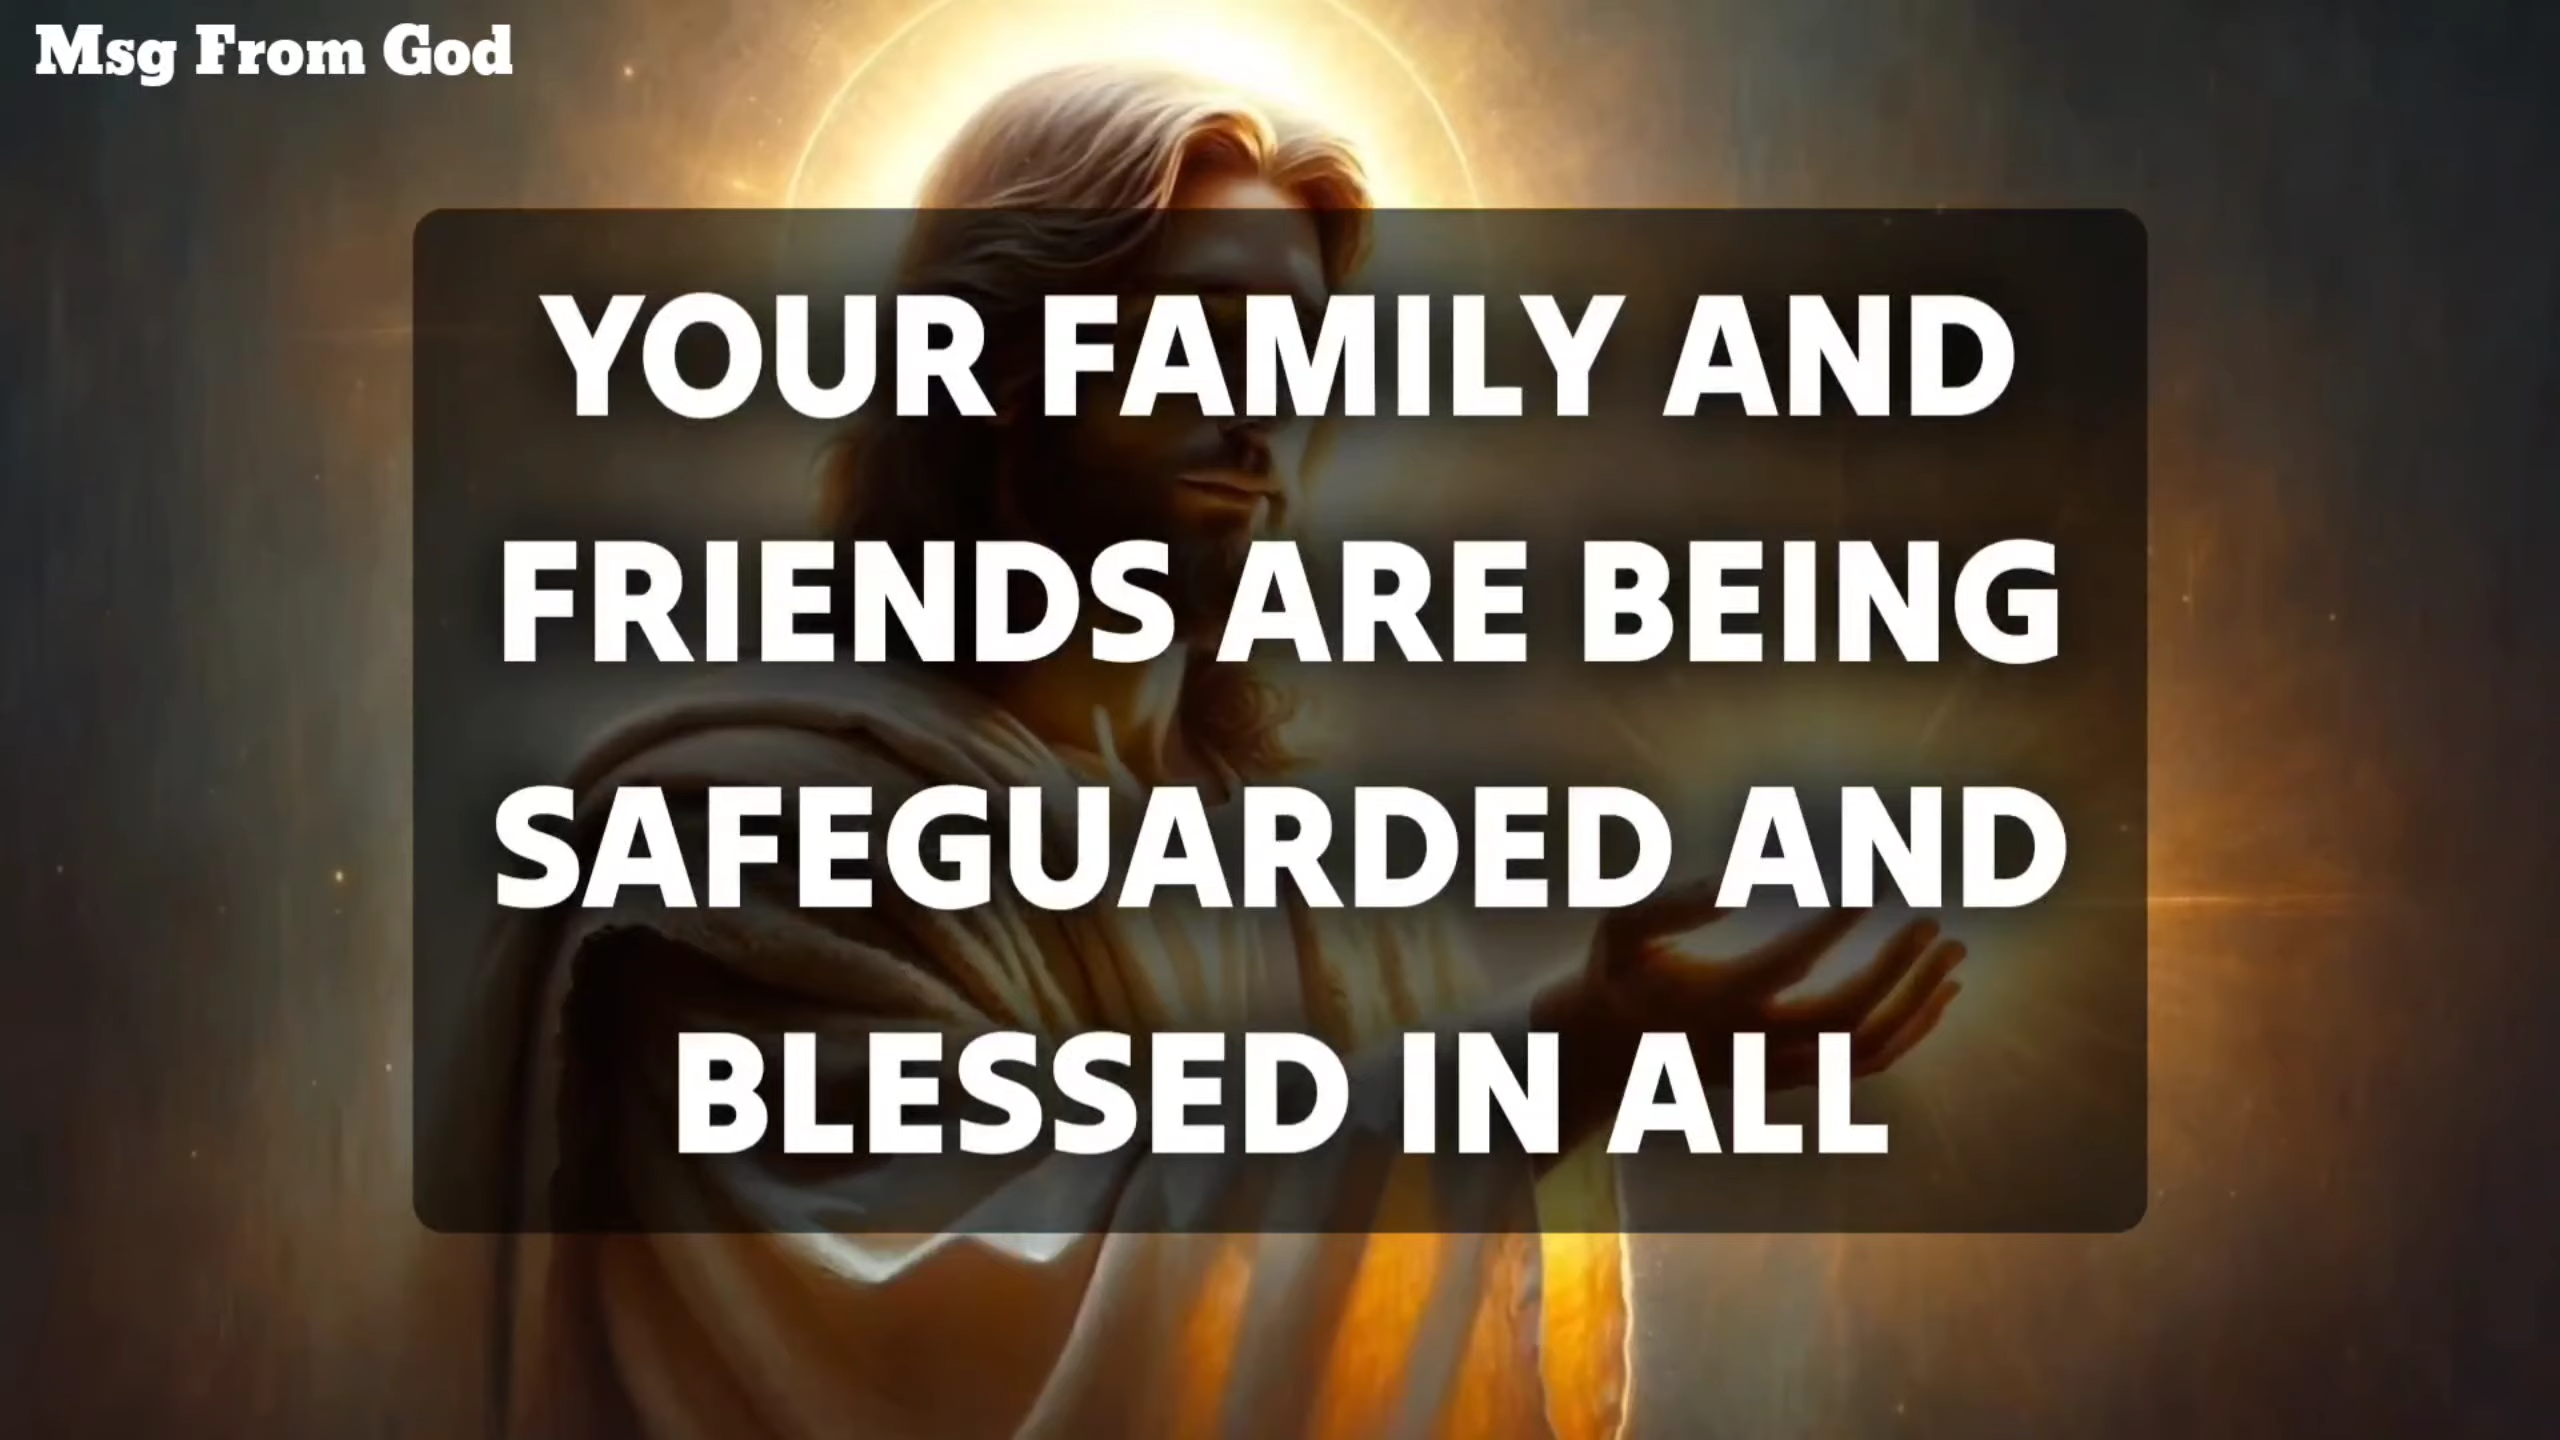 Msg From God
YOUR FAMILY AND
FRIENDS ARE BEING
SAFEGUARDED AND
BLESSED IN ALL